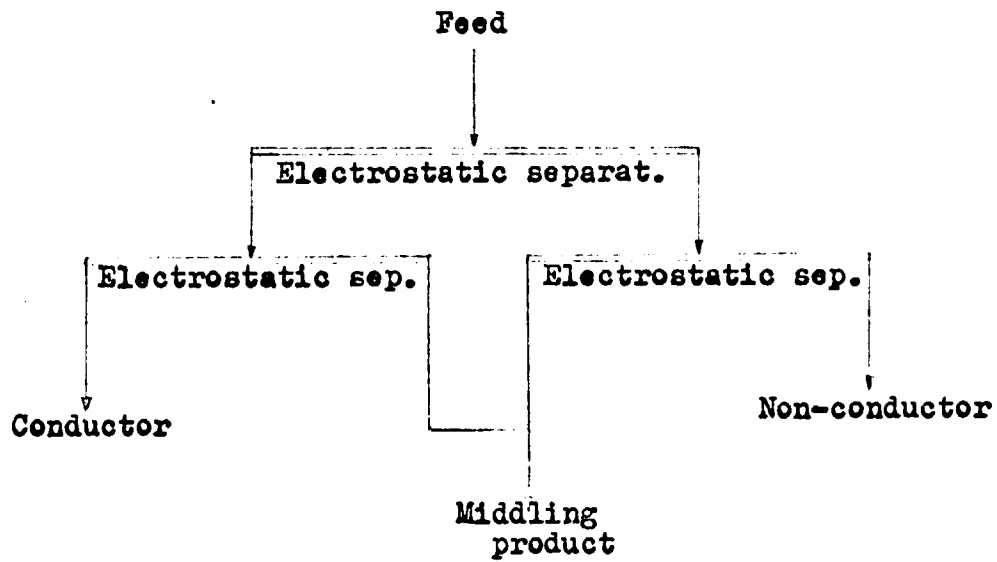 Feed
Electrostatic separat.
Electrostatic sep.
Electrostatic sep.
Conductor
Non-conductor
Middling
product